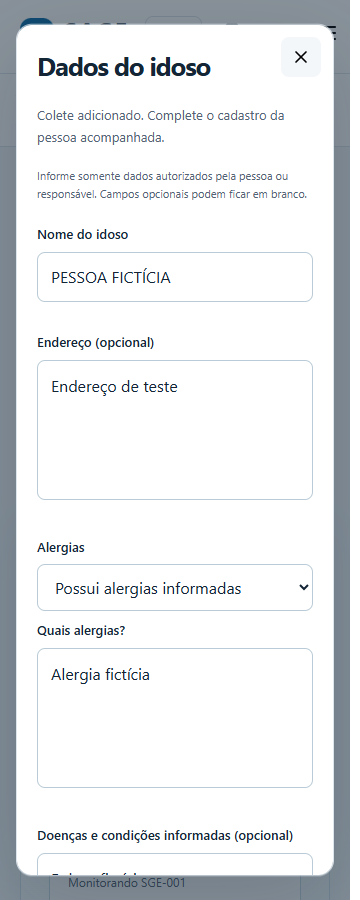 Dados do idoso
Colete adicionado. Complete o cadastro da
pessoa acompanhada.
Informe somente dados autorizados pela pessoa ou
responsável. Campos opcionais podem ficar em branco.
Nome do idoso
PESSOA FICTÍCIA
Endereço (opcional)
Endereço de teste
Alergias
Possui alergias informadas
Quais alergias?
Alergia fictícia
Doenças e condições informadas (opcional)
Monitorando SGE-001